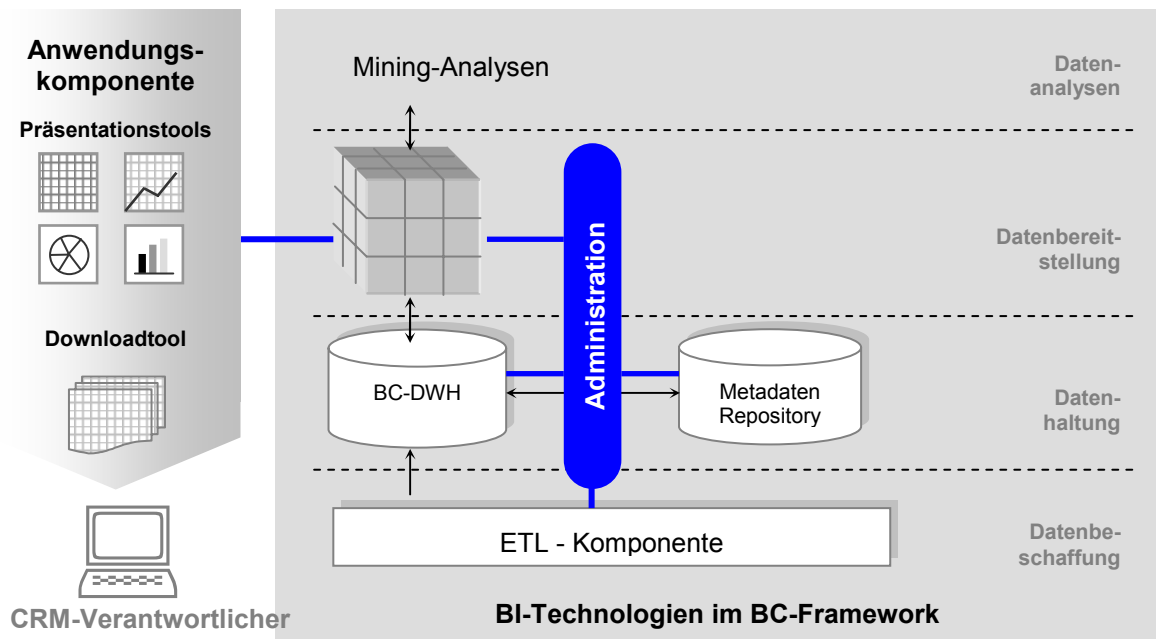 Anwendungs-
komponente
Präsentationstools
Downloadtool
CRM-Verantwortlicher
Mining-Analysen
Daten-
analysen
Administration
Datenbereit-
stellung
BC-DWH
Metadaten
Repository
Daten-
haltung
ETL - Komponente
Datenbe-
schaffung
BI-Technologien im BC-Framework